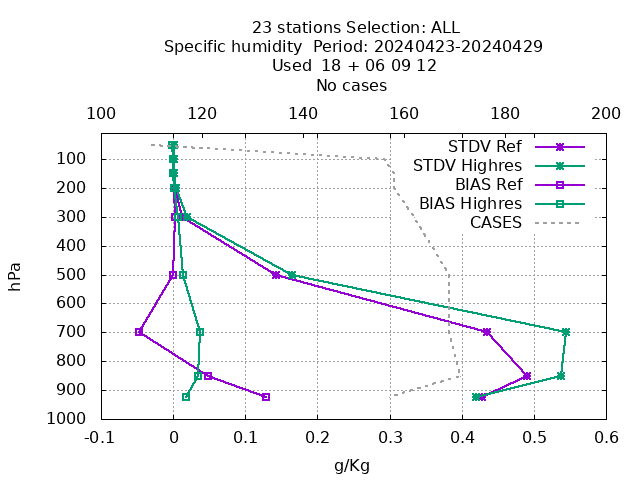 23 stations Selection: ALL
Specific humidity  Period: 20240423-20240429
Used  18 + 06 09 12
No cases
100 120 140 160 180 200
STDV Ref
STDV Highres
BIAS Ref
BIAS Highres
CASES
hPa
100
200
300
400
500
600
700
800
900
1000
-0.1 0 0.1 0.2 0.3 0.4 0.5 0.6
g/Kg